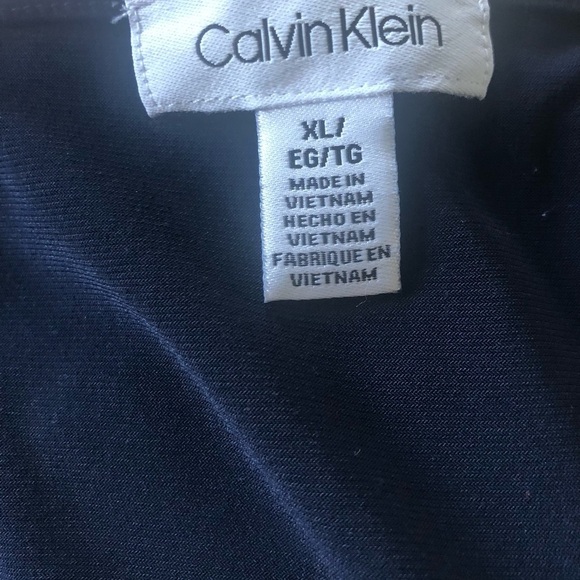 Calvin Klein
XL/
EG/TG
MADE IN
VIETNAM
HECHO EN
VIETNAM
FABRIQUE EN
VIETNAM